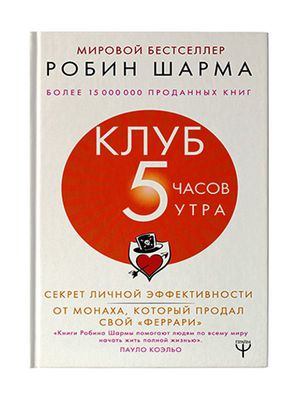 МИРОВОЙ БЕСТСЕЛЛЕР
РОБИН ШАРМА
БОЛЕЕ 15 000 000 ПРОДАННЫХ КНИГ
КЛУБ
5 ЧАСОВ
УТРА
СЕКРЕТ ЛИЧНОЙ ЭФФЕКТИВНОСТИ
ОТ МОНАХА, КОТОРЫЙ ПРОДАЛ
СВОЙ «ФЕРРАРИ»
«Книги Робина Шармы помогают людям по всему миру
начать жить полной жизнью».
ПАУЛО КОЭЛЬО
ПРАЙМ